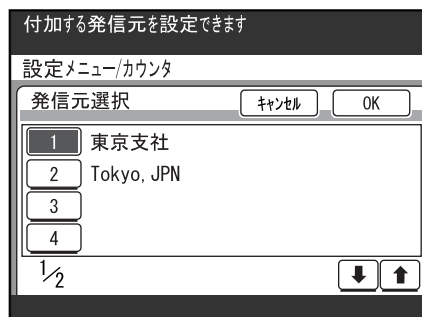 付加する発信元を設定できます
設定メニュー/カウンタ
発信元選択 キャンセル OK
1 東京支社
2 Tokyo, JPN
3
4
1/2